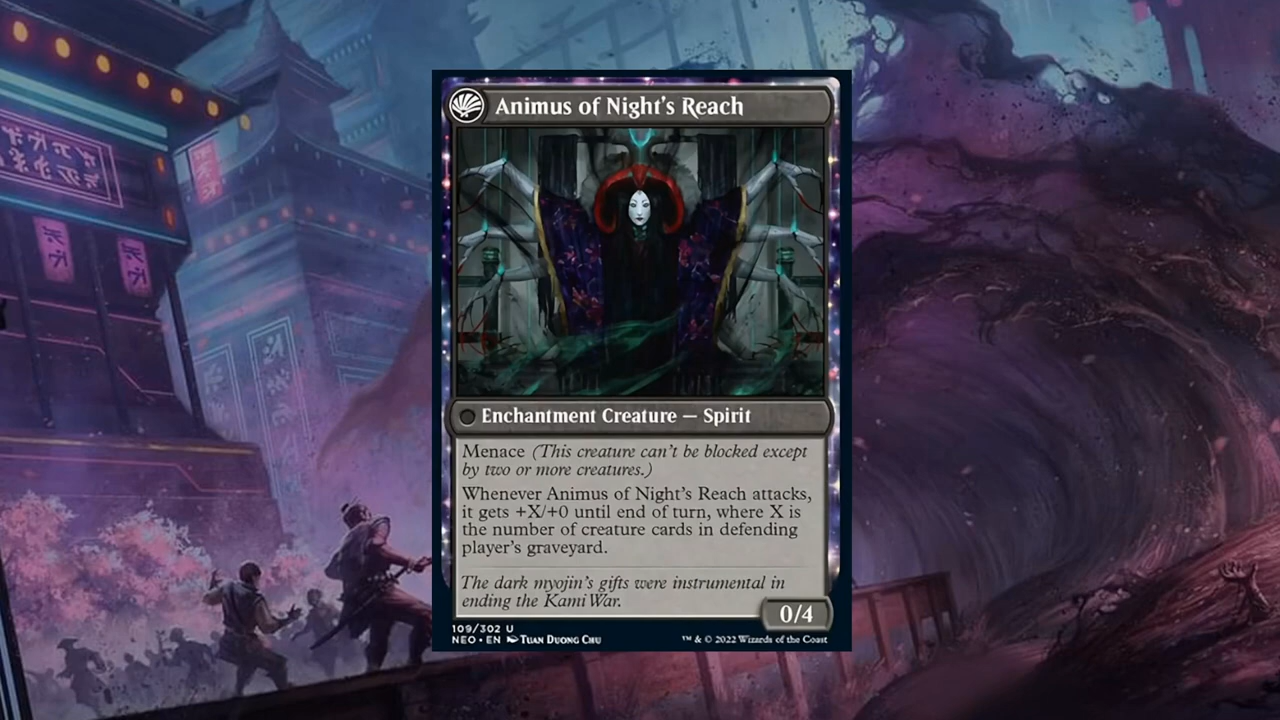 Animus of Night's Reach
Enchantment Creature — Spirit
Menace (This creature can't be blocked except
by two or more creatures.)
Whenever Animus of Night's Reach attacks,
it gets +X/+0 until end of turn, where X is
the number of creature cards in defending
player's graveyard.
The dark myojin's gifts were instrumental in
ending the Kami War.
0/4
109/302 U
NEO • EN Tuan Duong Chu
™ & © 2022 Wizards of the Coast